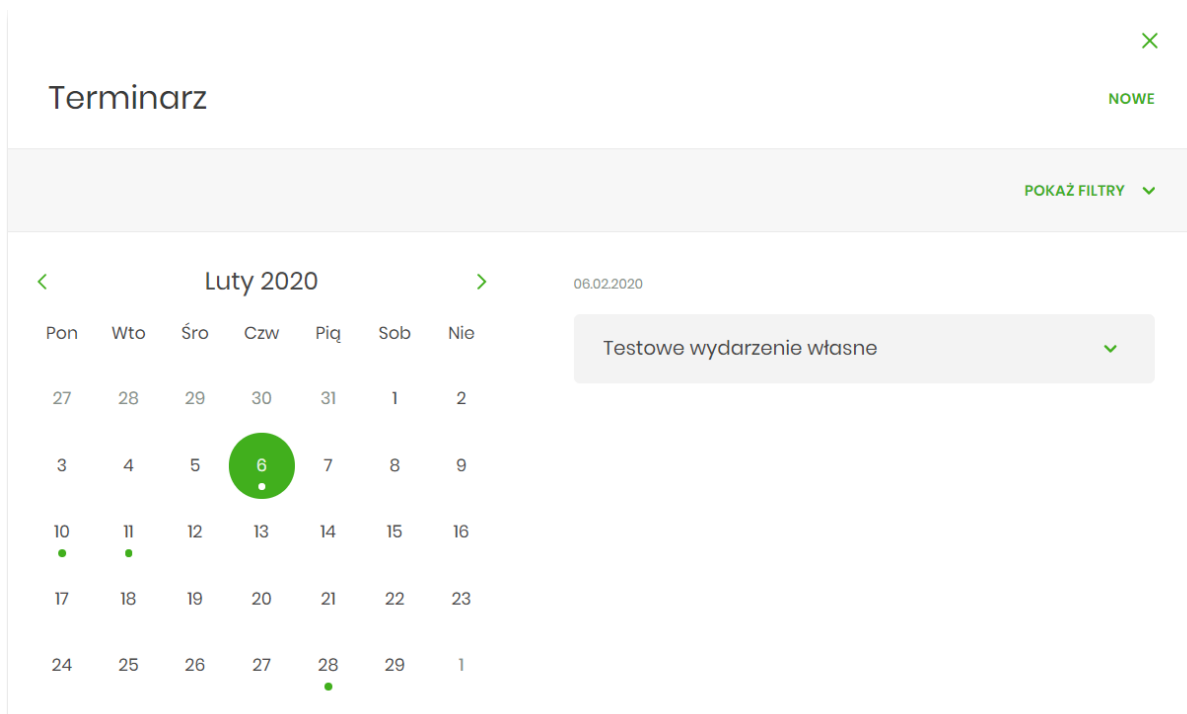 Terminarz
NOWE
POKAŻ FILTRY
Luty 2020
Pon Wto Śro Czw Pią Sob Nie
27 28 29 30 31 1 2
3 4 5 6 7 8 9
10 11 12 13 14 15 16
17 18 19 20 21 22 23
24 25 26 27 28 29 1
06.02.2020
Testowe wydarzenie własne